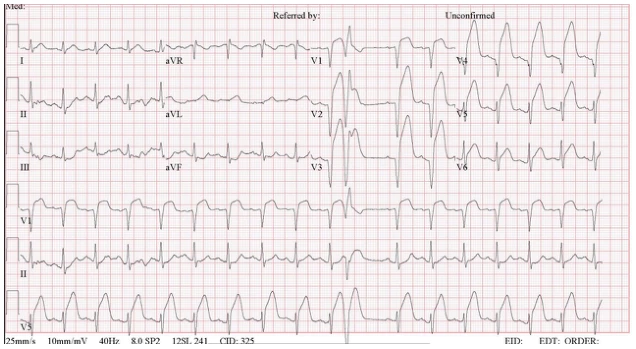 Med:
Referred by: Unconfirmed
I aVR V1 V4
II aVL V2 V5
III aVF V3 V6
V1
II
V5
25mm/s 10mm/mV 40Hz 8.0 SP2 12SL 241 CID: 325 EID: EDT: ORDER: